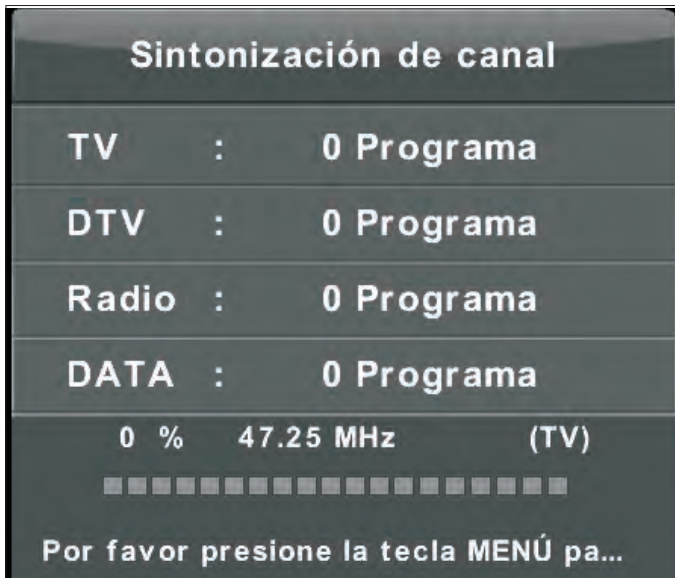 Sintonización de canal
TV : 0 Programa
DTV : 0 Programa
Radio : 0 Programa
DATA : 0 Programa
0 % 47.25 MHz (TV)
Por favor presione la tecla MENÚ pa...